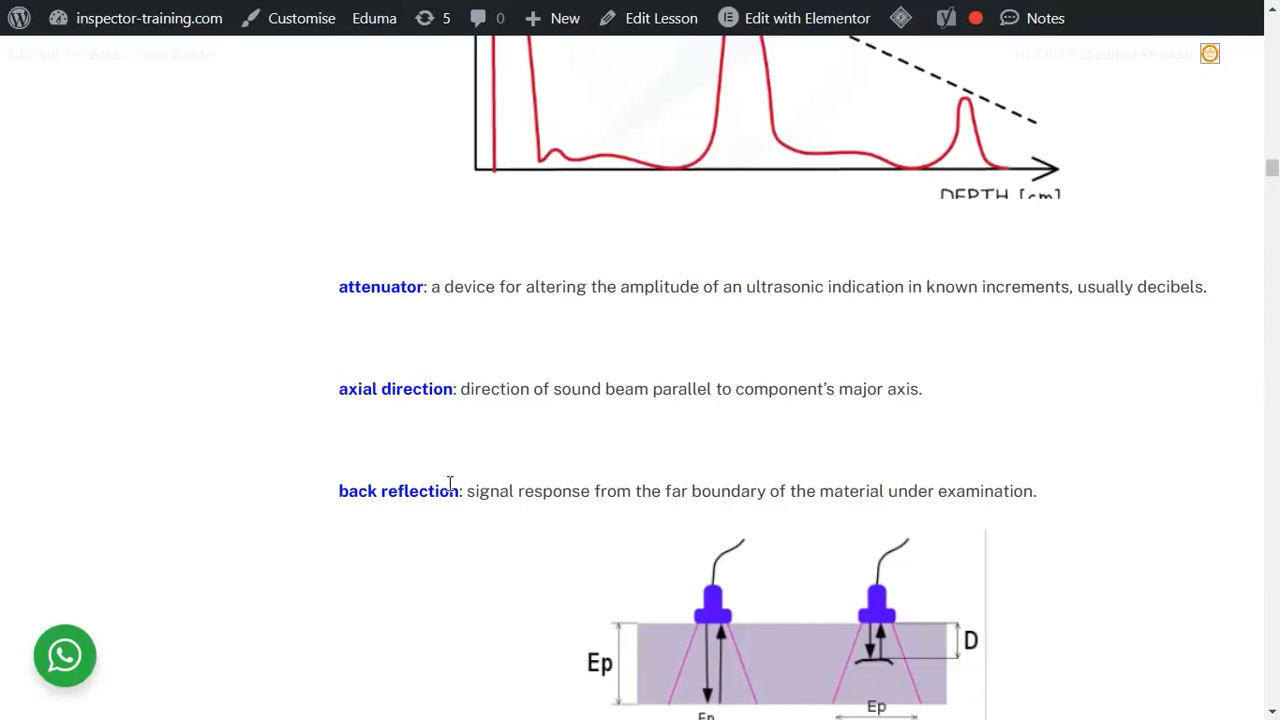 inspector-training.com Customise Eduma 5 0 New Edit Lesson Edit with Elementor Notes
DEPTH [cm]
attenuator: a device for altering the amplitude of an ultrasonic indication in known increments, usually decibels.
axial direction: direction of sound beam parallel to component’s major axis.
back reflection: signal response from the far boundary of the material under examination.
Ep
D
Ep
Ep